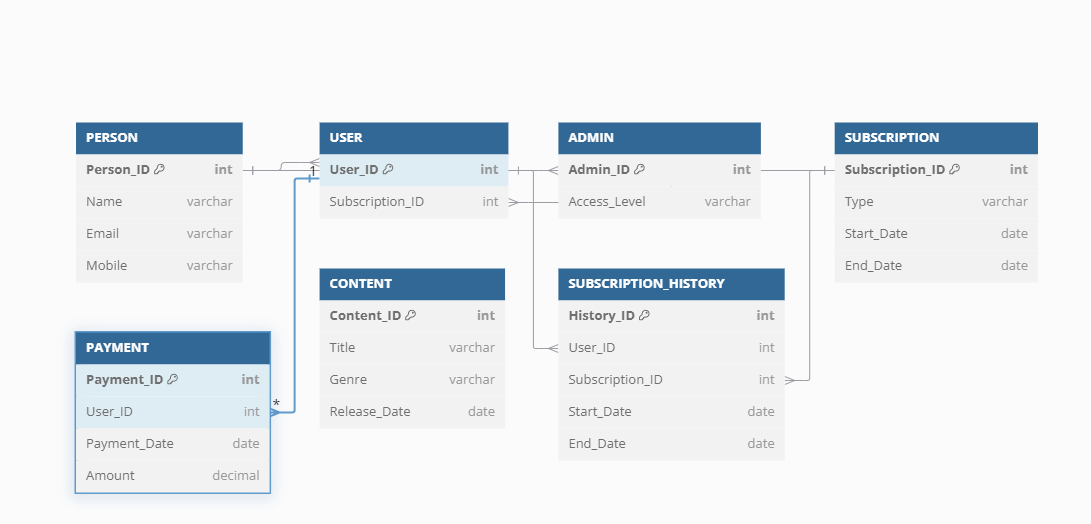 PERSON
Person_ID int
Name varchar
Email varchar
Mobile varchar
USER
User_ID int
Subscription_ID int
ADMIN
Admin_ID int
Access_Level varchar
SUBSCRIPTION
Subscription_ID int
Type varchar
Start_Date date
End_Date date
1
CONTENT
Content_ID int
Title varchar
Genre varchar
Release_Date date
SUBSCRIPTION_HISTORY
History_ID int
User_ID int
Subscription_ID int
Start_Date date
End_Date date
PAYMENT
Payment_ID int
User_ID int
Payment_Date date
Amount decimal
*